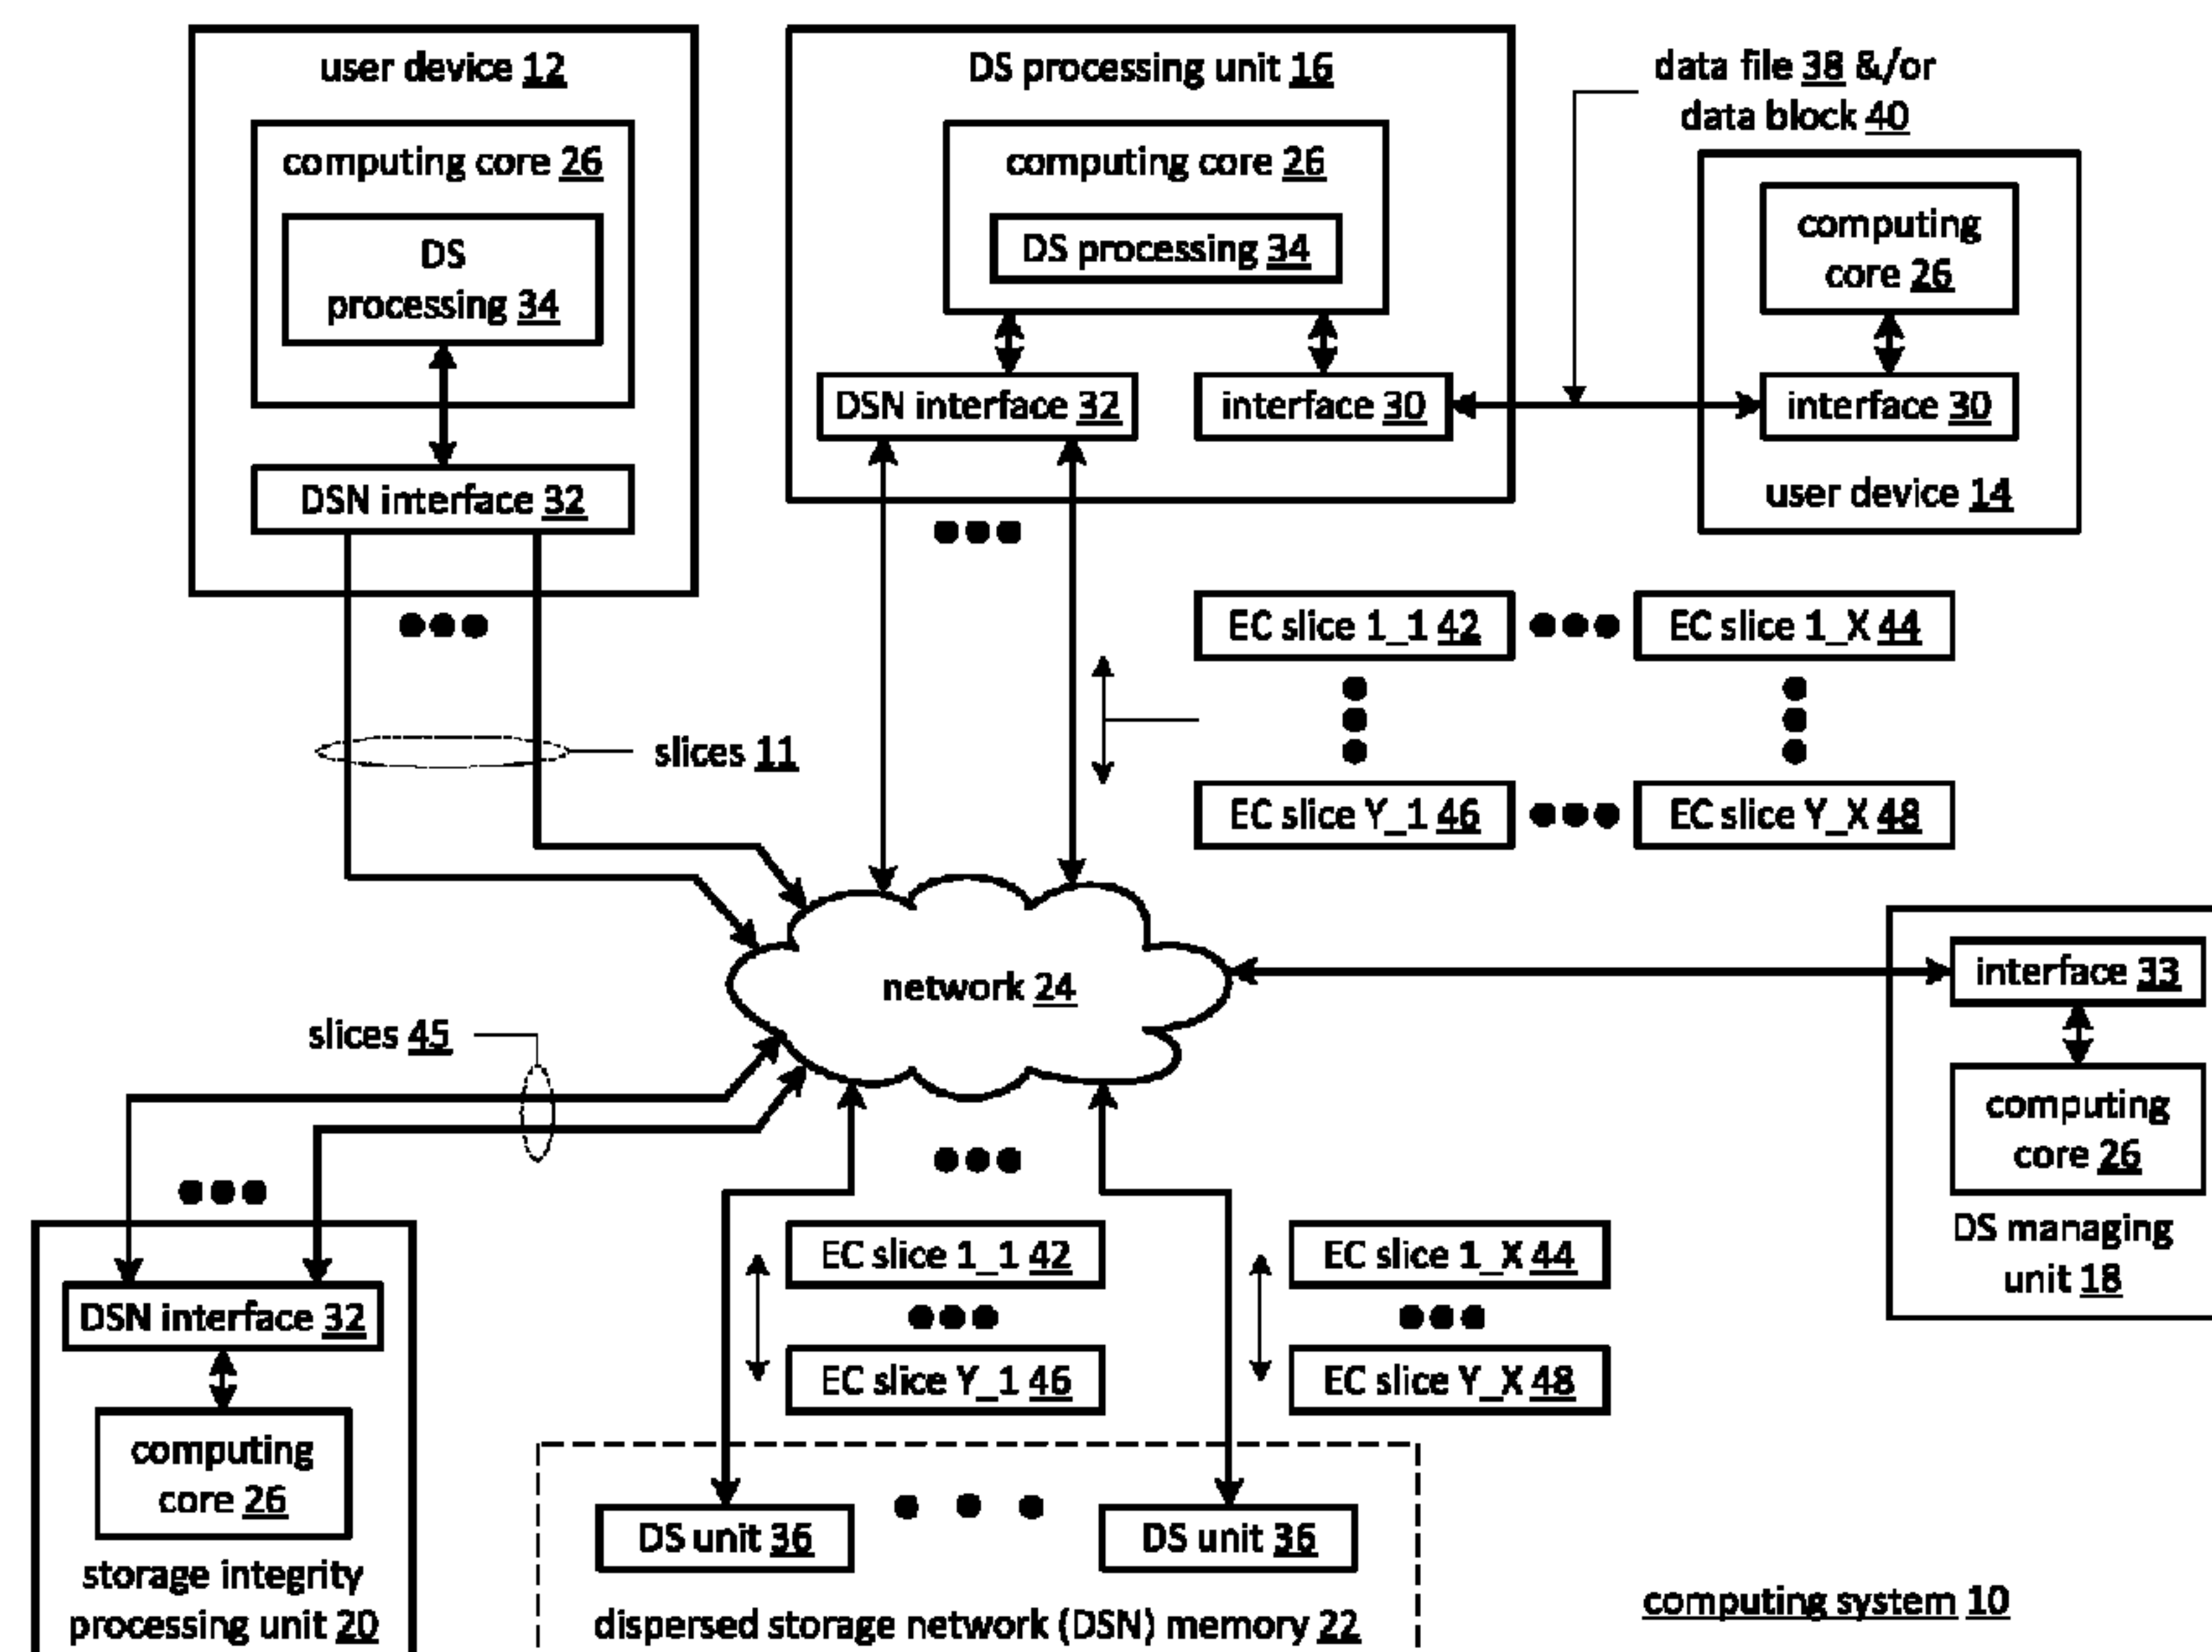 user device 12
computing core 26
DS
processing 34
DSN interface 32
DS processing unit 16
computing core 26
DS processing 34
DSN interface 32
interface 30
data file 38 &/or
data block 40
computing
core 26
interface 30
user device 14
EC slice 1_1 42
EC slice 1_X 44
EC slice Y_1 46
EC slice Y_X 48
slices 11
network 24
interface 33
computing
core 26
DS managing
unit 18
slices 45
DSN interface 32
computing
core 26
storage integrity
processing unit 20
EC slice 1_1 42
EC slice Y_1 46
EC slice 1_X 44
EC slice Y_X 48
DS unit 36
DS unit 36
dispersed storage network (DSN) memory 22
computing system 10